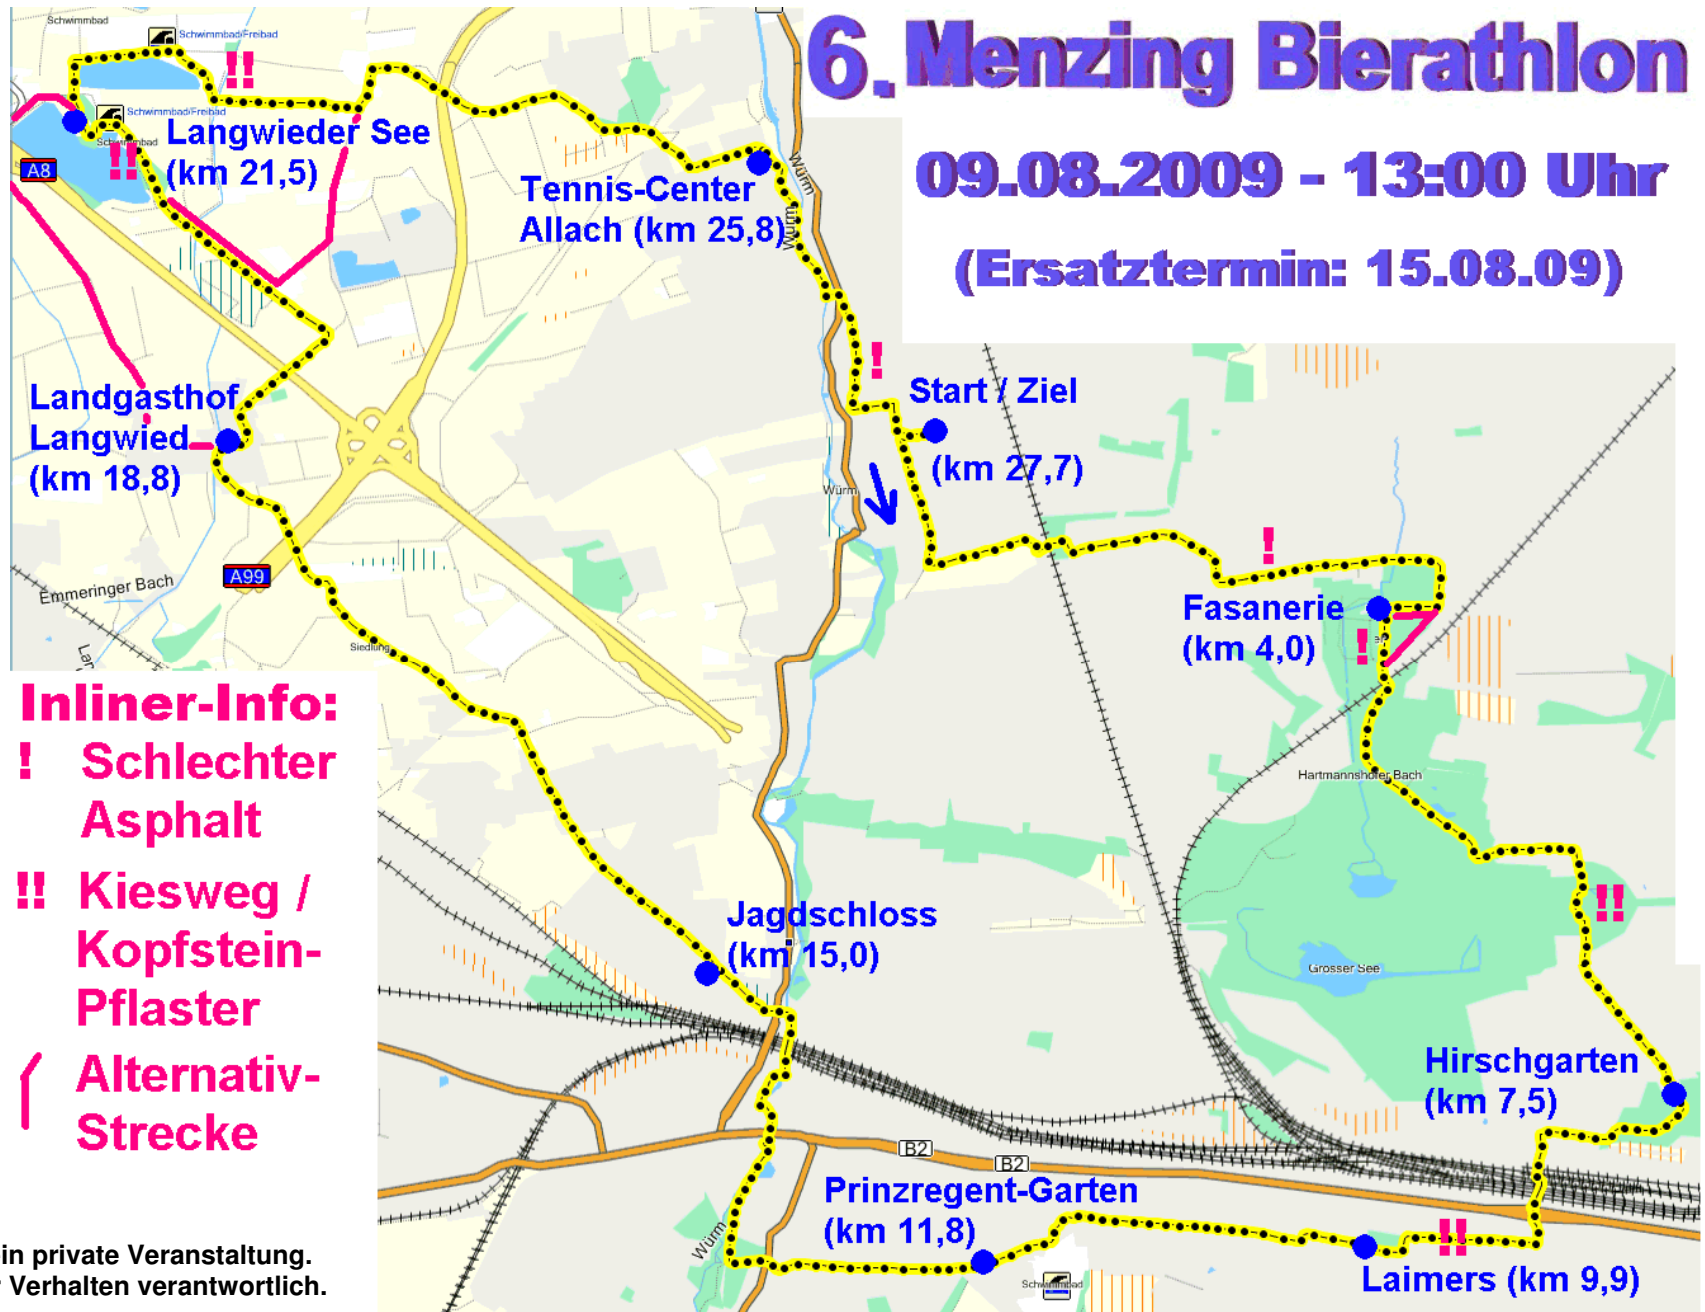 6. Menzing Bierathlon
09.08.2009 - 13:00 Uhr
(Ersatztermin: 15.08.09)
Schwimmbad
Schwimmbad/Freibad
!!
Schwimmbad/Freibad
Schwimmbad
!!
Langwieder See
(km 21,5)
A8
Tennis-Center
Allach (km 25,8)
Würm
Würm
!
Start / Ziel
(km 27,7)
Landgasthof
Langwied
(km 18,8)
Würm
A99
Emmeringer Bach
Siedlung
!
Fasanerie
(km 4,0)
!
Hartmannshofer Bach
!!
Grosser See
Jagdschloss
(km 15,0)
Hirschgarten
(km 7,5)
B2
B2
Prinzregent-Garten
(km 11,8)
Würm
Schwimmbad
!!
Laimers (km 9,9)
Inliner-Info:
! Schlechter
Asphalt
!! Kiesweg /
Kopfstein-
Pflaster
Alternativ-
Strecke
in private Veranstaltung.
Verhalten verantwortlich.